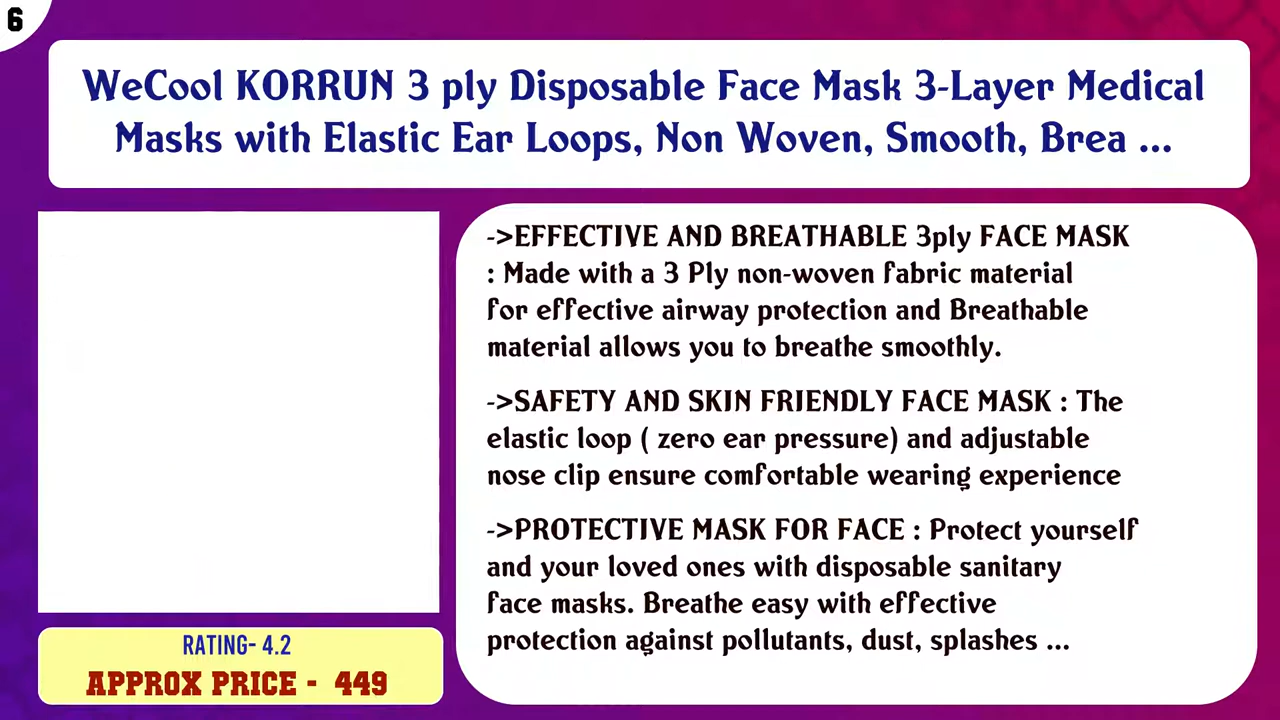 6
WeCool KORRUN 3 ply Disposable Face Mask 3-Layer Medical
Masks with Elastic Ear Loops, Non Woven, Smooth, Brea ...
->EFFECTIVE AND BREATHABLE 3ply FACE MASK
: Made with a 3 Ply non-woven fabric material
for effective airway protection and Breathable
material allows you to breathe smoothly.
->SAFETY AND SKIN FRIENDLY FACE MASK : The
elastic loop ( zero ear pressure) and adjustable
nose clip ensure comfortable wearing experience
->PROTECTIVE MASK FOR FACE : Protect yourself
and your loved ones with disposable sanitary
face masks. Breathe easy with effective
protection against pollutants, dust, splashes ...
RATING- 4.2
APPROX PRICE - 449